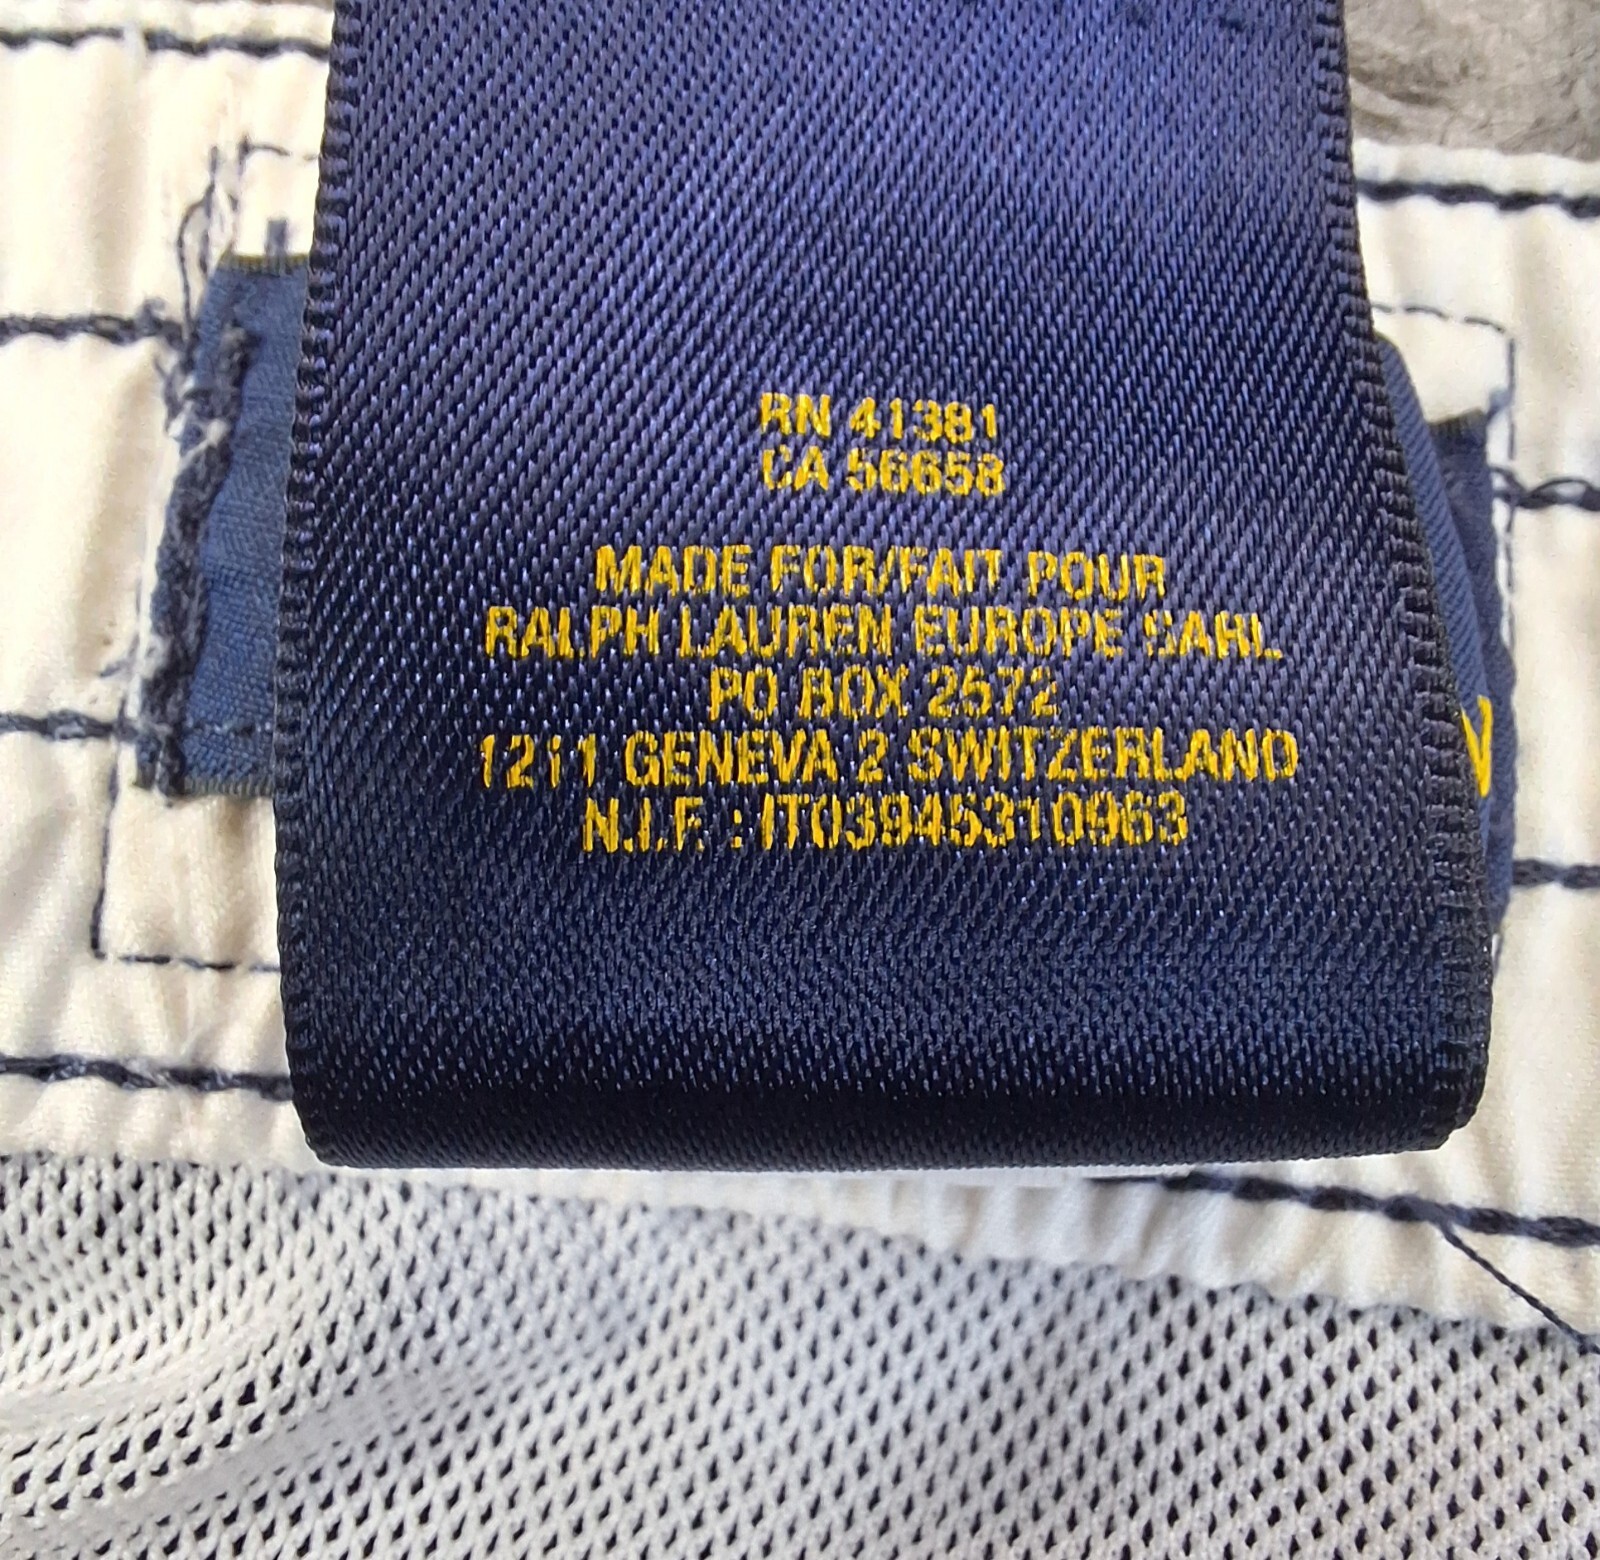 RN 41381
CA 56658
MADE FOR/FAIT POUR
RALPH LAUREN EUROPE SARL
PO BOX 2572
1211 GENEVA 2 SWITZERLAND
N.I.F. : IT03945310963